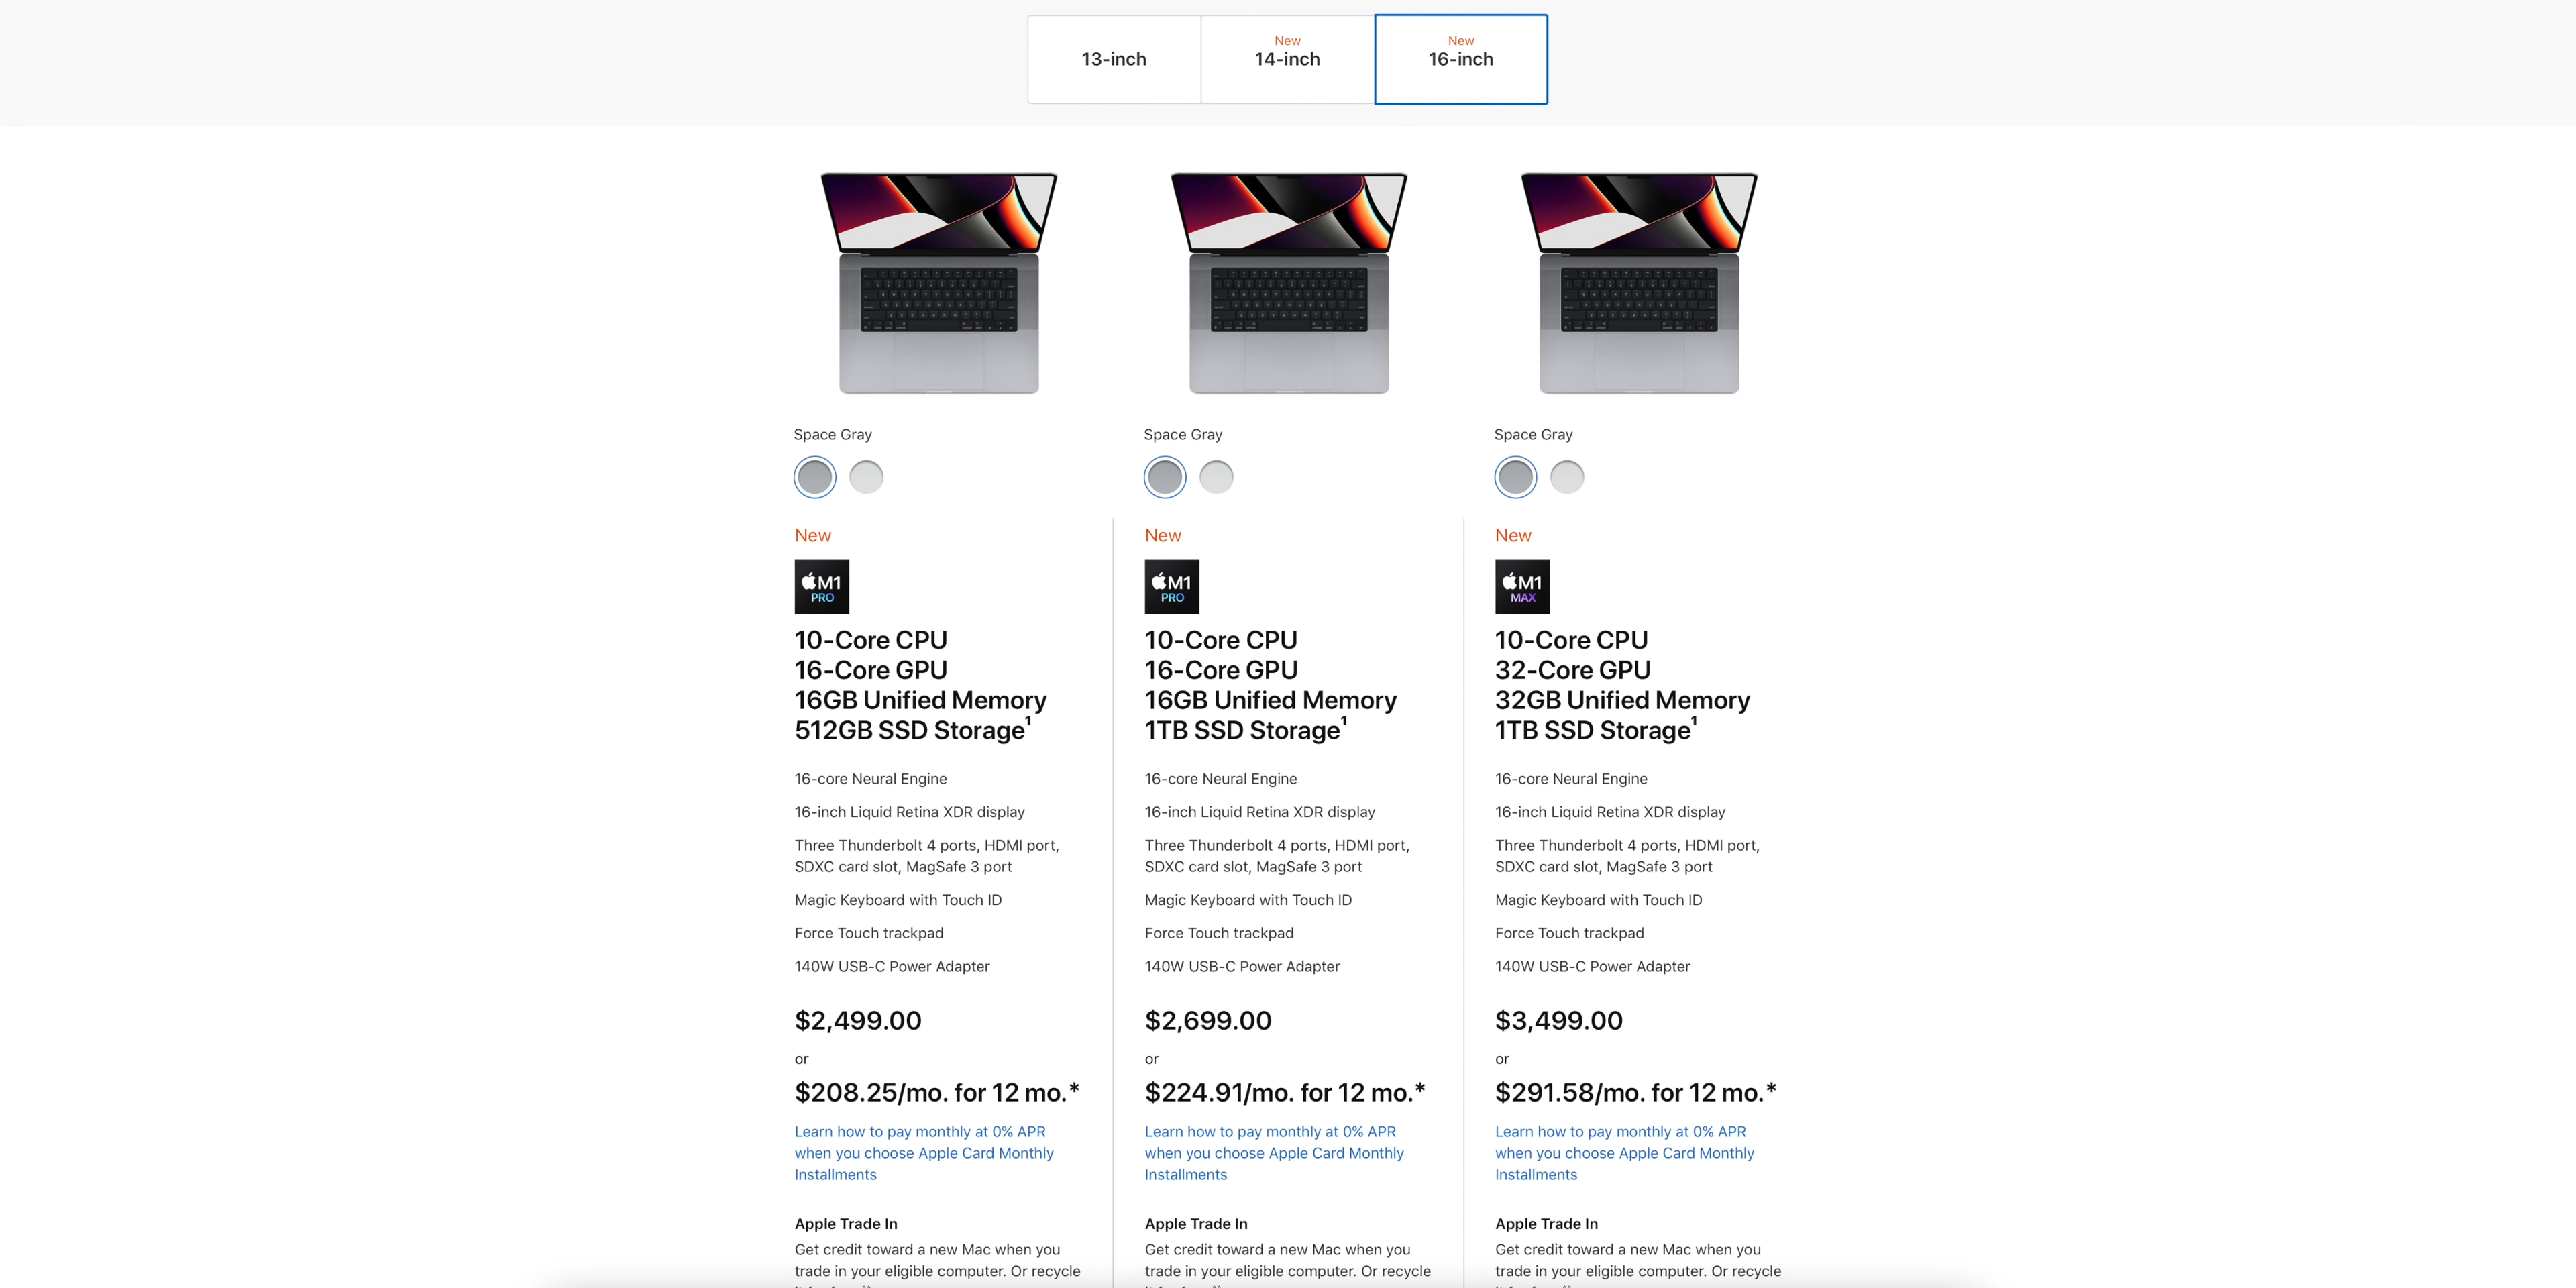 13-inch
New
14-inch
New
16-inch
Space Gray
New
M1
PRO
10-Core CPU
16-Core GPU
16GB Unified Memory
512GB SSD Storage¹
16-core Neural Engine
16-inch Liquid Retina XDR display
Three Thunderbolt 4 ports, HDMI port,
SDXC card slot, MagSafe 3 port
Magic Keyboard with Touch ID
Force Touch trackpad
140W USB-C Power Adapter
$2,499.00
or
$208.25/mo. for 12 mo.*
Learn how to pay monthly at 0% APR
when you choose Apple Card Monthly
Installments
Apple Trade In
Get credit toward a new Mac when you
trade in your eligible computer. Or recycle
Space Gray
New
M1
PRO
10-Core CPU
16-Core GPU
16GB Unified Memory
1TB SSD Storage¹
16-core Neural Engine
16-inch Liquid Retina XDR display
Three Thunderbolt 4 ports, HDMI port,
SDXC card slot, MagSafe 3 port
Magic Keyboard with Touch ID
Force Touch trackpad
140W USB-C Power Adapter
$2,699.00
or
$224.91/mo. for 12 mo.*
Learn how to pay monthly at 0% APR
when you choose Apple Card Monthly
Installments
Apple Trade In
Get credit toward a new Mac when you
trade in your eligible computer. Or recycle
Space Gray
New
M1
MAX
10-Core CPU
32-Core GPU
32GB Unified Memory
1TB SSD Storage¹
16-core Neural Engine
16-inch Liquid Retina XDR display
Three Thunderbolt 4 ports, HDMI port,
SDXC card slot, MagSafe 3 port
Magic Keyboard with Touch ID
Force Touch trackpad
140W USB-C Power Adapter
$3,499.00
or
$291.58/mo. for 12 mo.*
Learn how to pay monthly at 0% APR
when you choose Apple Card Monthly
Installments
Apple Trade In
Get credit toward a new Mac when you
trade in your eligible computer. Or recycle